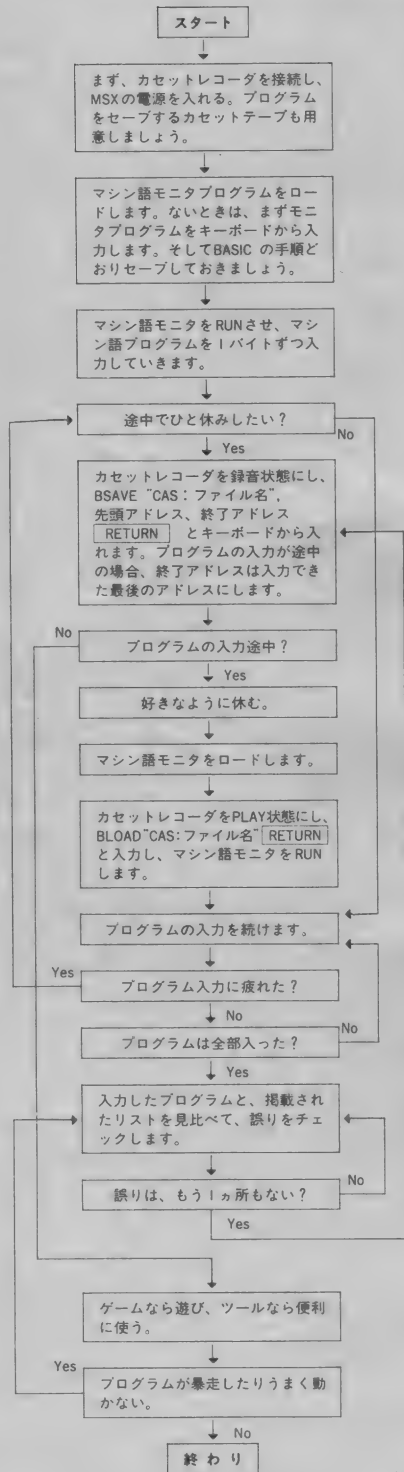 スタート
まず、カセットレコーダを接続し、
MSXの電源を入れる。プログラム
をセーブするカセットテープも用
意しましょう。
マシン語モニタプログラムをロー
ドします。ないときは、まずモニ
タプログラムをキーボードから入
力します。そしてBASICの手順ど
おりセーブしておきましょう。
マシン語モニタをRUNさせ、マシ
ン語プログラムを1バイトずつ入
力していきます。
途中でひと休みしたい?
No
Yes
カセットレコーダを録音状態にし、
BSAVE "CAS:ファイル名",
先頭アドレス、終了アドレス
RETURN とキーボードから入
れます。プログラムの入力が途中
の場合、終了アドレスは入力でき
た最後のアドレスにします。
No
プログラムの入力途中?
Yes
好きなように休む。
マシン語モニタをロードします。
カセットレコーダをPLAY状態にし、
BLOAD"CAS:ファイル名" RETURN
と入力し、マシン語モニタをRUN
します。
プログラムの入力を続けます。
Yes
プログラム入力に疲れた?
No
プログラムは全部入った?
No
Yes
入力したプログラムと、掲載され
たリストを見比べて、誤りをチェ
ックします。
誤りは、もう1ヵ所もない?
No
Yes
ゲームなら遊び、ツールなら便利
に使う。
Yes
プログラムが暴走したりうまく動
かない。
No
終わり